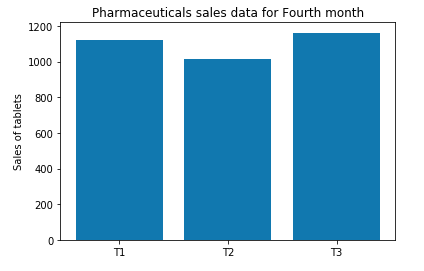 Pharmaceuticals sales data for Fourth month
1200
1000
800
600
400
200
0
Sales of tablets
T1 T2 T3